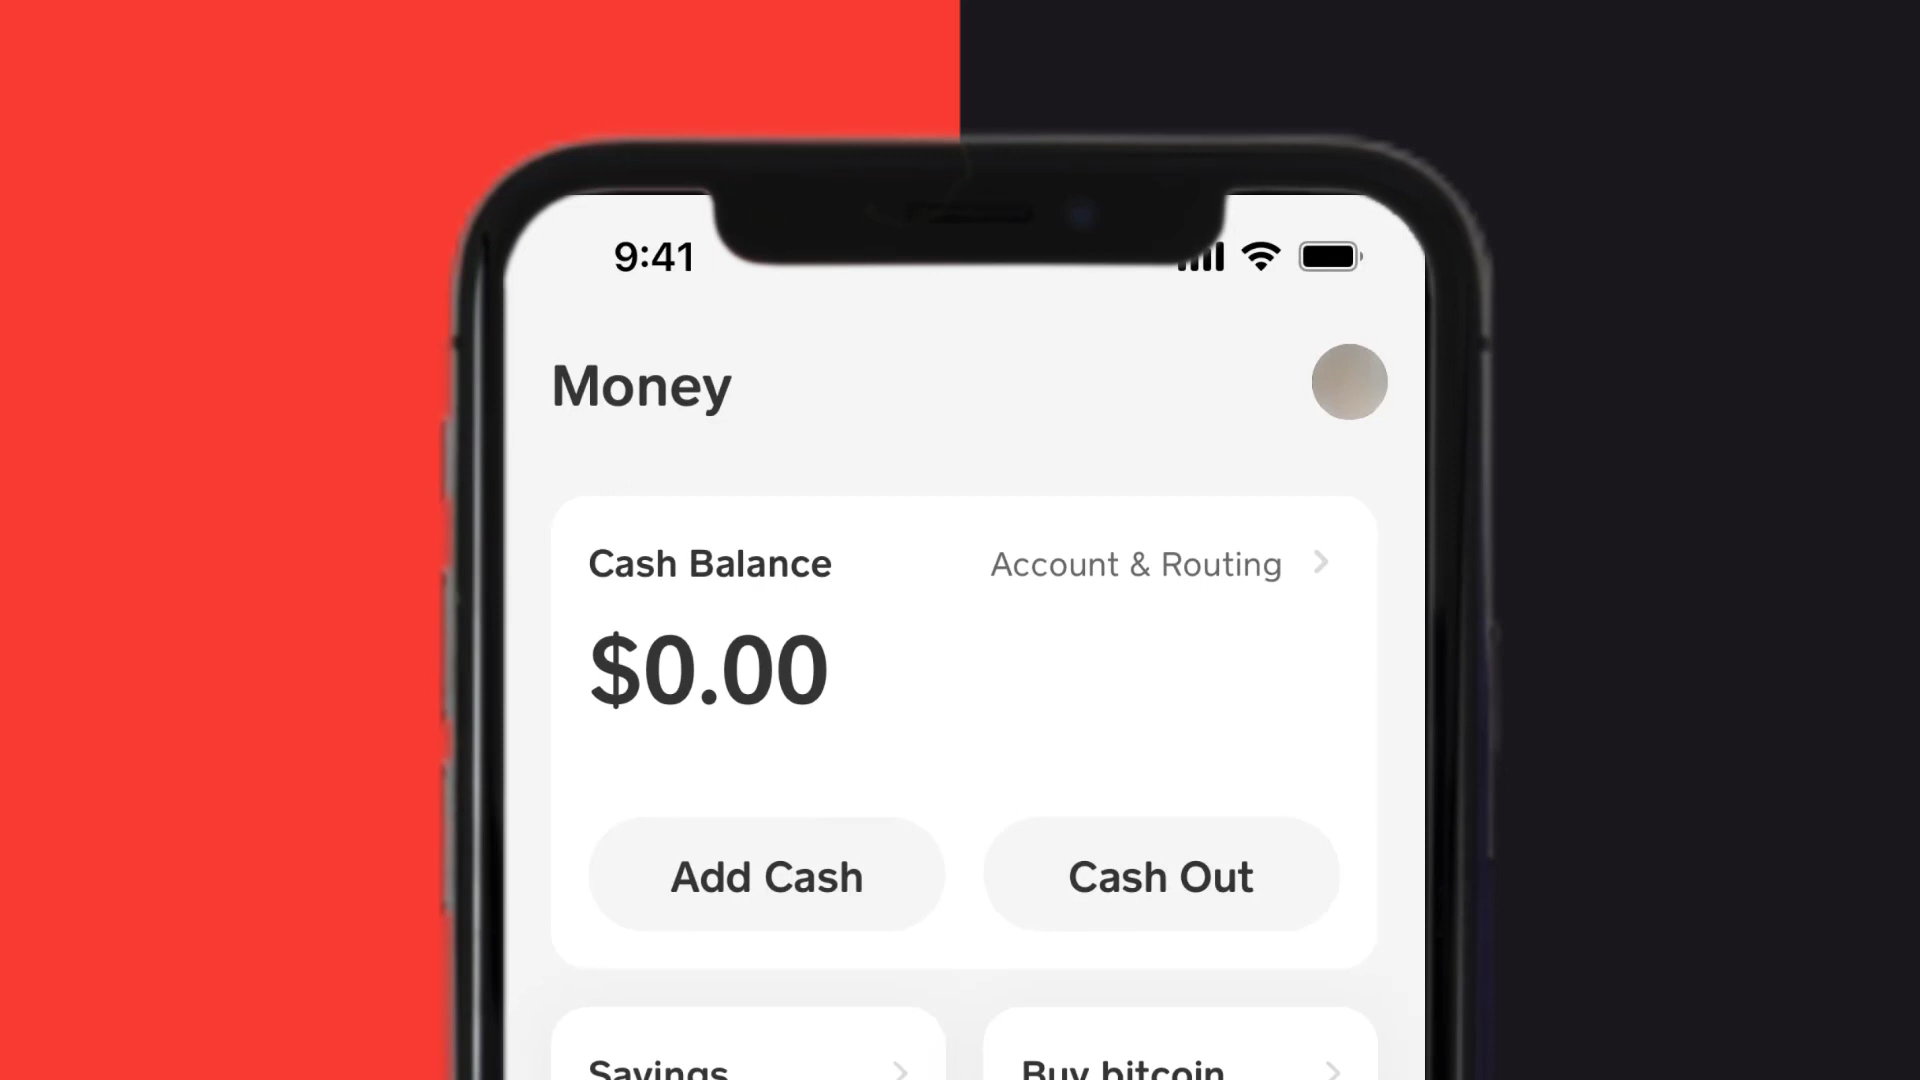 9:41
Money
Cash Balance
Account & Routing
$0.00
Add Cash
Cash Out
Savings
Buy bitcoin